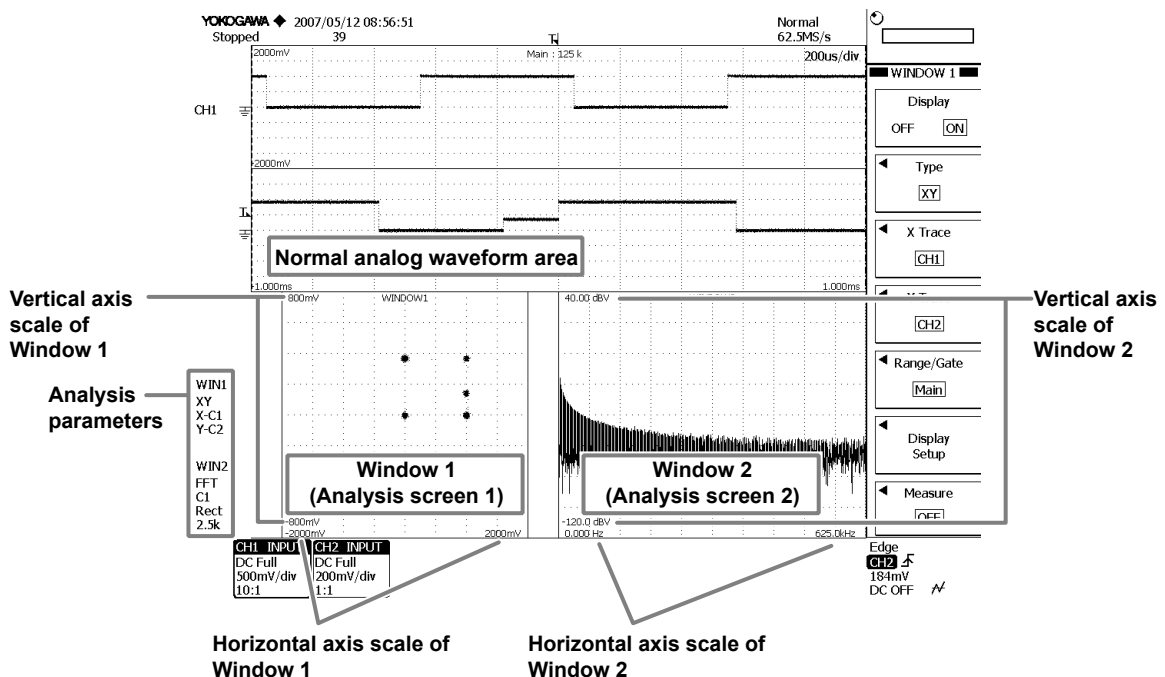 YOKOGAWA ◆ 2007/05/12 08:56:51
Stopped 39
Normal
62.5MS/s
2000mV
Main : 125 k
200us/div
CH1
-2000mV
T
Normal analog waveform area
-1.000ms
1.000ms
WINDOW 1
Display
OFF ON
Type
XY
X Trace
CH1
CH2
Range/Gate
Main
Display
Setup
Measure
OFF
Vertical axis
scale of
Window 1
800mV
WINDOW1
40.00 dBV
Vertical axis
scale of
Window 2
Analysis
parameters
WIN1
XY
X-C1
Y-C2
WIN2
FFT
C1
Rect
2.5k
Window 1
(Analysis screen 1)
Window 2
(Analysis screen 2)
-800mV
-2000mV
2000mV
-120.0 dBV
0.000 Hz
625.0kHz
CH1 INPUT
DC Full
500mV/div
10:1
CH2 INPUT
DC Full
200mV/div
1:1
Edge
CH2
184mV
DC OFF
Horizontal axis scale of
Window 1
Horizontal axis scale of
Window 2